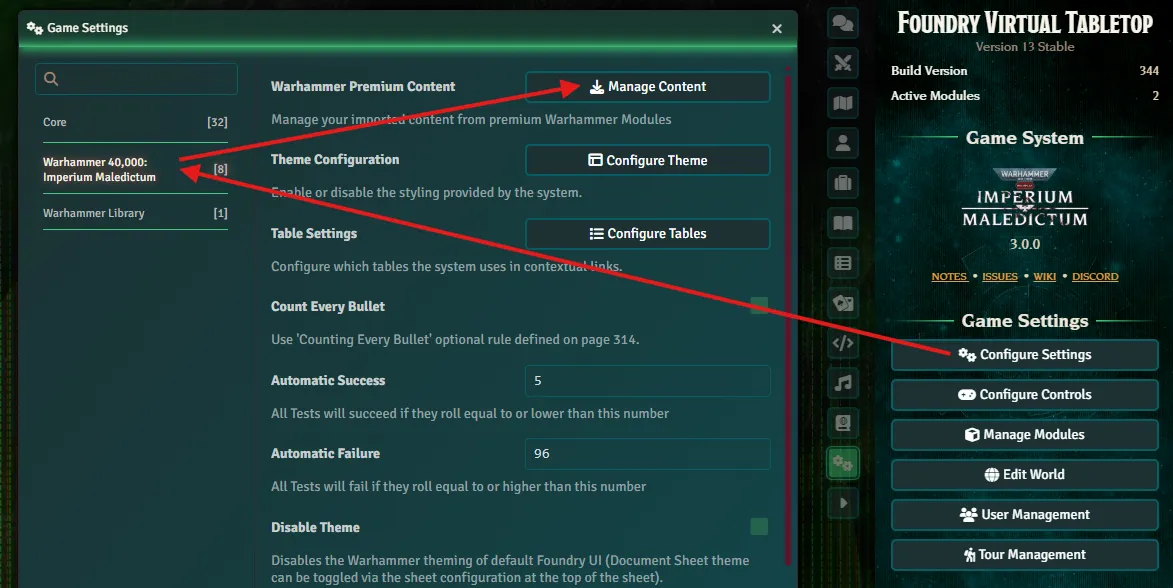 Game Settings
Core [32]
Warhammer 40,000:
Imperium Maledictum [8]
Warhammer Library [1]
Warhammer Premium Content
Manage Content
Manage your imported content from premium Warhammer Modules
Theme Configuration
Configure Theme
Enable or disable the styling provided by the system.
Table Settings
Configure Tables
Configure which tables the system uses in contextual links.
Count Every Bullet
Use 'Counting Every Bullet' optional rule defined on page 314.
Automatic Success
5
All Tests will succeed if they roll equal to or lower than this number
Automatic Failure
96
All Tests will fail if they roll equal to or higher than this number
Disable Theme
Disables the Warhammer theming of default Foundry UI (Document Sheet theme
can be toggled via the sheet configuration at the top of the sheet).
Foundry Virtual Tabletop
Version 13 Stable
Build Version 344
Active Modules 2
Game System
WARHAMMER
IMPERIUM
MALEDICTUM
3.0.0
NOTES • ISSUES • WIKI • DISCORD
Game Settings
Configure Settings
Configure Controls
Manage Modules
Edit World
User Management
Tour Management